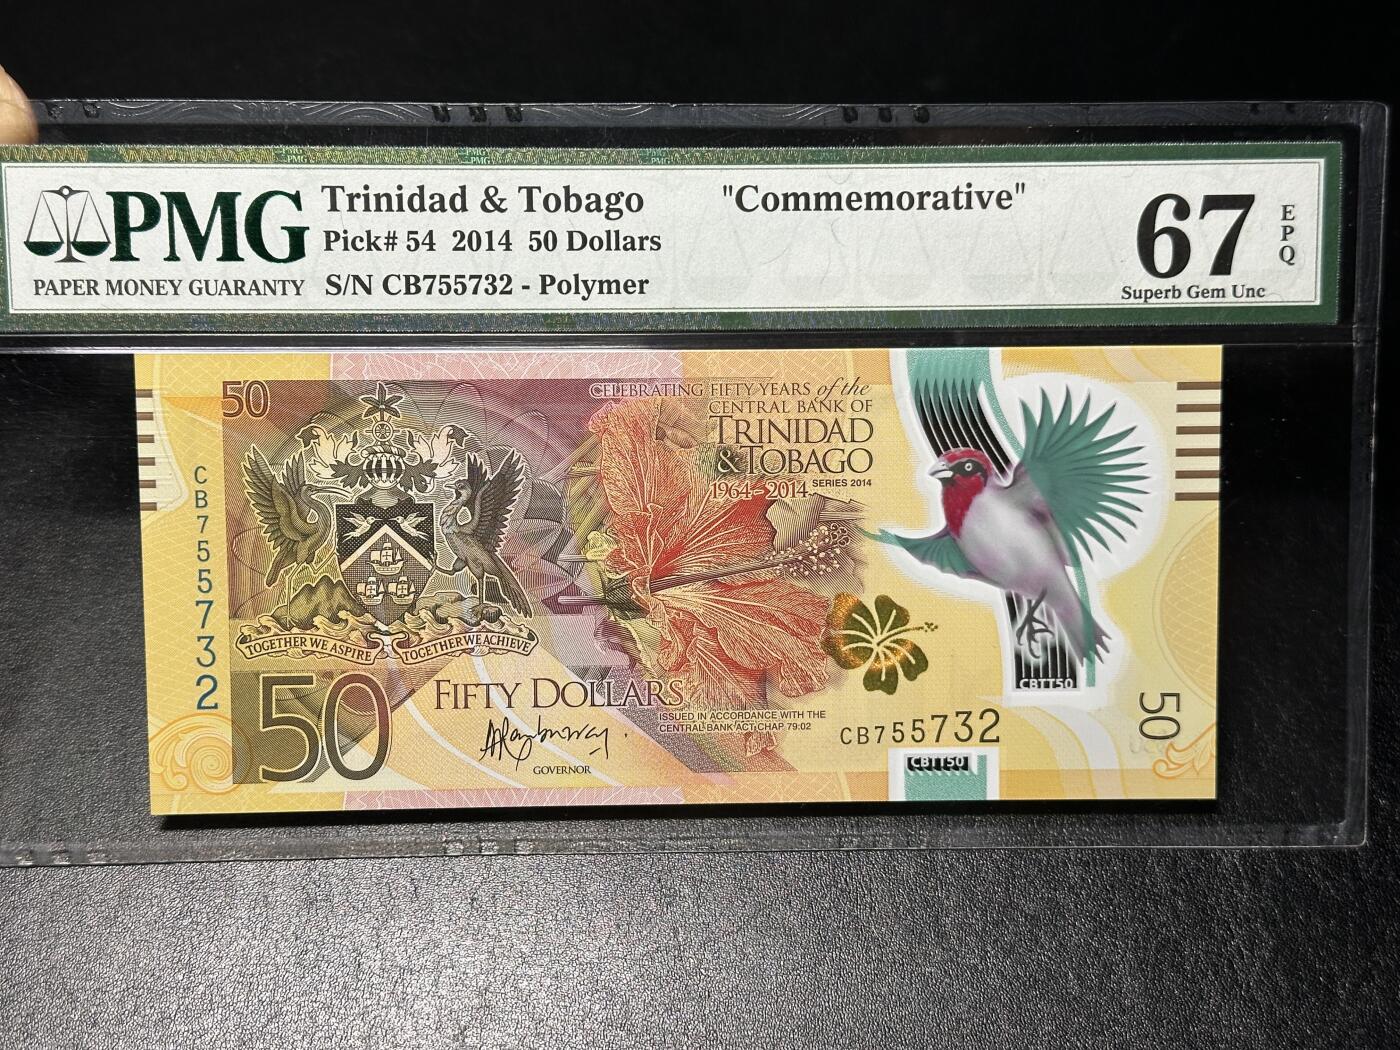 PMG
PAPER MONEY GUARANTY
Trinidad & Tobago "Commemorative"
Pick# 54 2014 50 Dollars
S/N CB755732 - Polymer
67
EPQ
Superb Gem Unc
50
CELEBRATING FIFTY YEARS of the
CENTRAL BANK OF
TRINIDAD
&TOBAGO
SERIES 2014
1964-2014
CB755732
TOGETHER WE ASPIRE TOGETHER WE ACHIEVE
50
FIFTY DOLLARS
ISSUED IN ACCORDANCE WITH THE
CENTRAL BANK ACT, CHAP. 79:02
GOVERNOR
CB755732
CBTT50
CBTT50
50